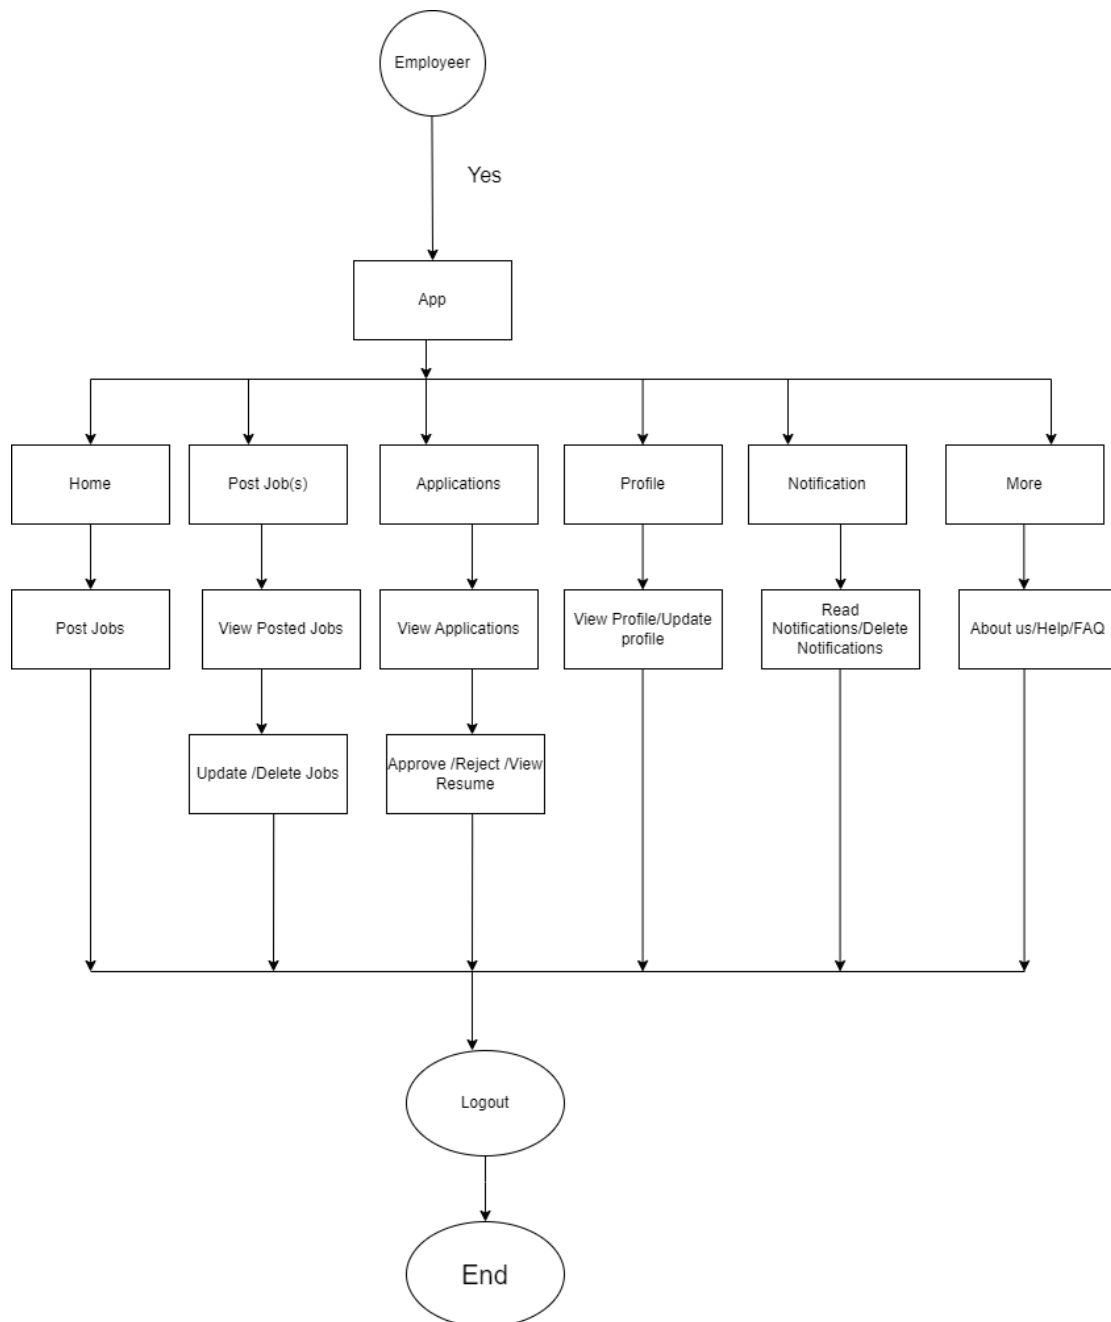 Employeer
Yes
App
Home
Post Job(s)
Applications
Profile
Notification
More
Post Jobs
View Posted Jobs
View Applications
View Profile/Update
profile
Read
Notifications/Delete
Notifications
About us/Help/FAQ
Update /Delete Jobs
Approve /Reject /View
Resume
Logout
End